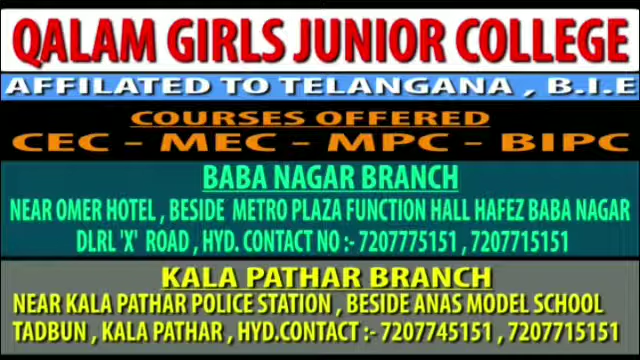 QALAM GIRLS JUNIOR COLLEGE
AFFILATED TO TELANGANA , B.I.E
COURSES OFFERED
CEC - MEC - MPC - BIPC
BABA NAGAR BRANCH
NEAR OMER HOTEL , BESIDE METRO PLAZA FUNCTION HALL HAFEZ BABA NAGAR
DLRL 'X' ROAD , HYD. CONTACT NO :- 7207775151 , 7207715151
KALA PATHAR BRANCH
NEAR KALA PATHAR POLICE STATION , BESIDE ANAS MODEL SCHOOL
TADBUN , KALA PATHAR , HYD.CONTACT :- 7207745151 , 7207715151